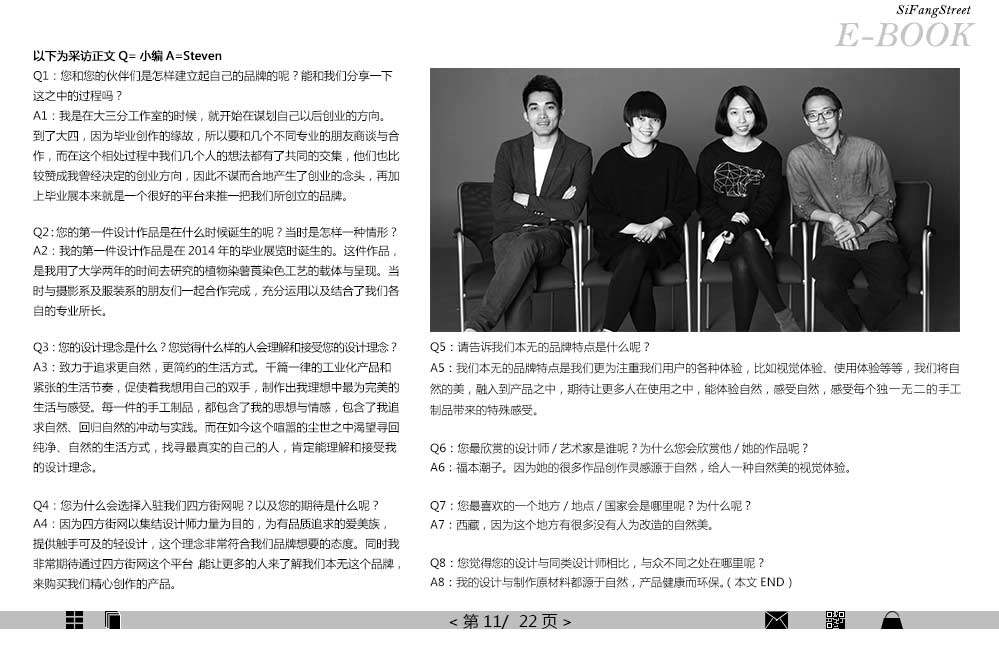 SiFangStreet
E-BOOK
以下为采访正文 Q= 小编 A=Steven
Q1：您和您的伙伴们是怎样建立起自己的品牌的呢？能和我们分享一下
这之中的过程吗？
A1：我是在大三分工作室的时候，就开始在谋划自己以后创业的方向。
到了大四，因为毕业创作的缘故，所以要和几个不同专业的朋友商谈与合
作，而在这个相处过程中我们几个人的想法都有了共同的交集，他们也比
较赞成我曾经决定的创业方向，因此不谋而合地产生了创业的念头，再加
上毕业展本来就是一个很好的平台来推一把我们所创立的品牌。
Q2：您的第一件设计作品是在什么时候诞生的呢？当时是怎样一种情形？
A2：我的第一件设计作品是在 2014 年的毕业展览时诞生的。这件作品，
是我用了大学两年的时间去研究的植物染薯莨染色工艺的载体与呈现。当
时与摄影系及服装系的朋友们一起合作完成，充分运用以及结合了我们各
自的专业所长。
Q3：您的设计理念是什么？您觉得什么样的人会理解和接受您的设计理念？
A3：致力于追求更自然，更简约的生活方式。千篇一律的工业化产品和
紧张的生活节奏，促使着我想用自己的双手，制作出我理想中最为完美的
生活与感受。每一件的手工制品，都包含了我的思想与情感，包含了我追
求自然、回归自然的冲动与实践。而在如今这个喧嚣的尘世之中渴望寻回
纯净、自然的生活方式，找寻最真实的自己的人，肯定能理解和接受我
的设计理念。
Q4：您为什么会选择入驻我们四方街网呢？以及您的期待是什么呢？
A4：因为四方街网以集结设计师力量为目的，为有品质追求的爱美族，
提供触手可及的轻设计，这个理念非常符合我们品牌想要的态度。同时我
非常期待通过四方街网这个平台，能让更多的人来了解我们本无这个品牌，
来购买我们精心创作的产品。
Q5：请告诉我们本无的品牌特点是什么呢？
A5：我们本无的品牌特点是我们更为注重我们用户的各种体验，比如视觉体验、使用体验等等，我们将自
然的美，融入到产品之中，期待让更多人在使用之中，能体验自然，感受自然，感受每个独一无二的手工
制品带来的特殊感受。
Q6：您最欣赏的设计师 / 艺术家是谁呢？为什么您会欣赏他 / 她的作品呢？
A6：福本潮子。因为她的很多作品创作灵感源于自然，给人一种自然美的视觉体验。
Q7：您最喜欢的一个地方 / 地点 / 国家会是哪里呢？为什么呢？
A7：西藏，因为这个地方有很多没有人为改造的自然美。
Q8：您觉得您的设计与同类设计师相比，与众不同之处在哪里呢？
A8：我的设计与制作原材料都源于自然，产品健康而环保。（本文 END）
< 第 11/ 22 页 >